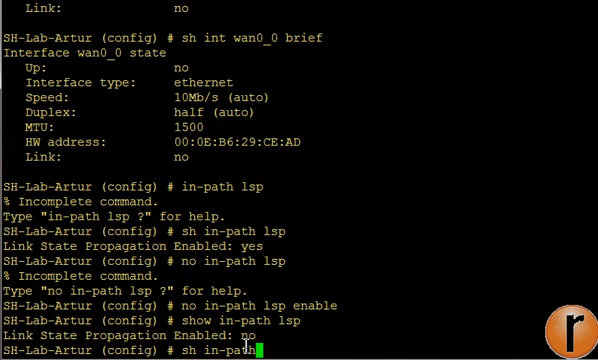 Link: no
SH-Lab-Artur (config) # sh int wan0_0 brief
Interface wan0_0 state
Up: no
Interface type: ethernet
Speed: 10Mb/s (auto)
Duplex: half (auto)
MTU: 1500
HW address: 00:0E:B6:29:CE:AD
Link: no
SH-Lab-Artur (config) # in-path lsp
% Incomplete command.
Type "in-path lsp ?" for help.
SH-Lab-Artur (config) # sh in-path lsp
Link State Propagation Enabled: yes
SH-Lab-Artur (config) # no in-path lsp
% Incomplete command.
Type "no in-path lsp ?" for help.
SH-Lab-Artur (config) # no in-path lsp enable
SH-Lab-Artur (config) # show in-path lsp
Link State Propagation Enabled: no
SH-Lab-Artur (config) # sh in-path
r